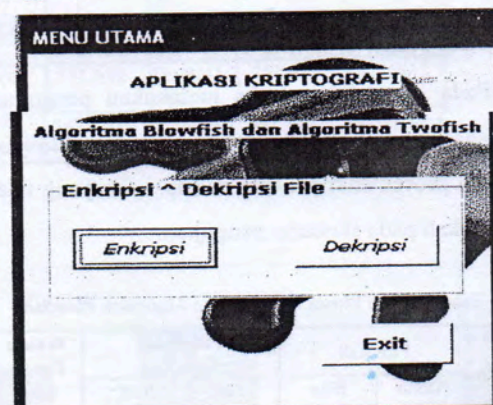 MENU UTAMA
APLIKASI KRIPTOGRAFI
Algoritma Blowfish dan Algoritma Twofish
Enkripsi ^ Dekripsi File
Enkripsi Dekripsi
Exit